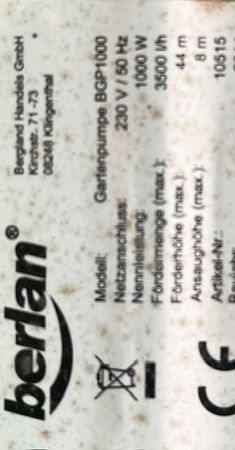 berlan®
Bergland Handels GmbH
Kirchstr. 71 -73
08248 Klingenthal
Modell: Gartenpumpe BGP1000
Netzanschluss: 230 V / 50 Hz
Nennleistung: 1000 W
Fördermenge (max.): 3500 l/h
Förderhöhe (max.): 44 m
Ansaughöhe (max.): 8 m
Artikel-Nr.: 10515
CE